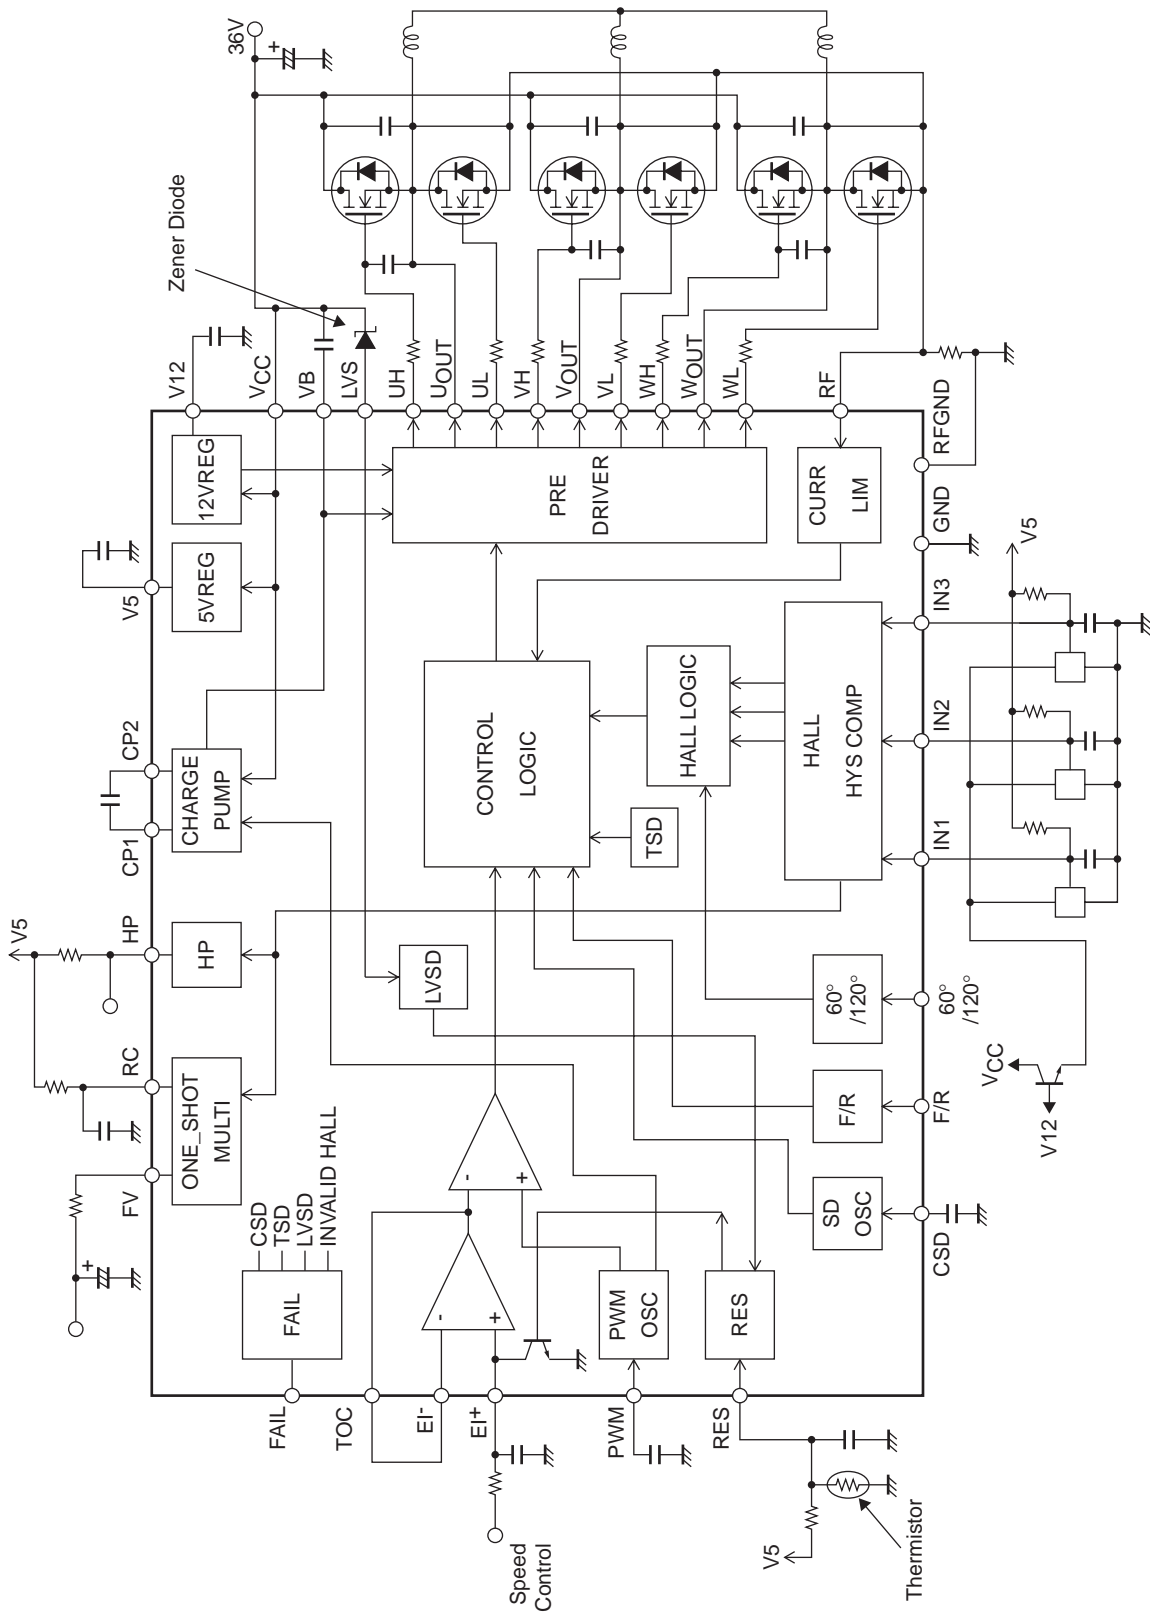 36V
+
Zener Diode
V12
VCC
VB
LVS
UH
UOUT
UL
VH
VOUT
VL
WH
WOUT
WL
RF
RFGND
GND
12VREG
5VREG
V5
PRE
DRIVER
CURR
LIM
CP2
CP1
CHARGE
PUMP
CONTROL
LOGIC
HALL LOGIC
HALL
HYS COMP
TSD
IN3
IN2
IN1
V5
V5
HP
HP
LVSD
60°
/120°
60°
/120°
VCC
V12
RC
ONE_SHOT
MULTI
FV
+
F/R
F/R
SD
OSC
CSD
CSD
TSD
LVSD
INVALID HALL
FAIL
FAIL
-
+
-
+
PWM
OSC
RES
TOC
EI-
EI+
PWM
RES
Speed
Control
V5
Thermistor